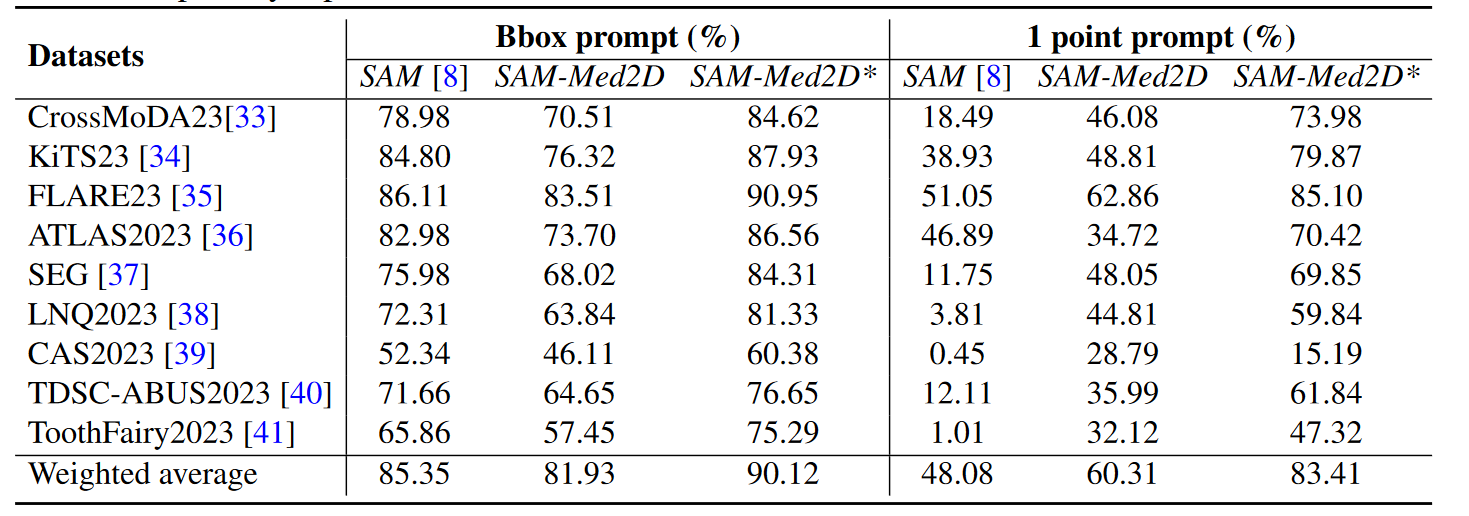 Datasets Bbox prompt (%) 1 point prompt (%)
SAM [8] SAM-Med2D SAM-Med2D* SAM [8] SAM-Med2D SAM-Med2D*
CrossMoDA23[33] 78.98 70.51 84.62 18.49 46.08 73.98
KiTS23 [34] 84.80 76.32 87.93 38.93 48.81 79.87
FLARE23 [35] 86.11 83.51 90.95 51.05 62.86 85.10
ATLAS2023 [36] 82.98 73.70 86.56 46.89 34.72 70.42
SEG [37] 75.98 68.02 84.31 11.75 48.05 69.85
LNQ2023 [38] 72.31 63.84 81.33 3.81 44.81 59.84
CAS2023 [39] 52.34 46.11 60.38 0.45 28.79 15.19
TDSC-ABUS2023 [40] 71.66 64.65 76.65 12.11 35.99 61.84
ToothFairy2023 [41] 65.86 57.45 75.29 1.01 32.12 47.32
Weighted average 85.35 81.93 90.12 48.08 60.31 83.41